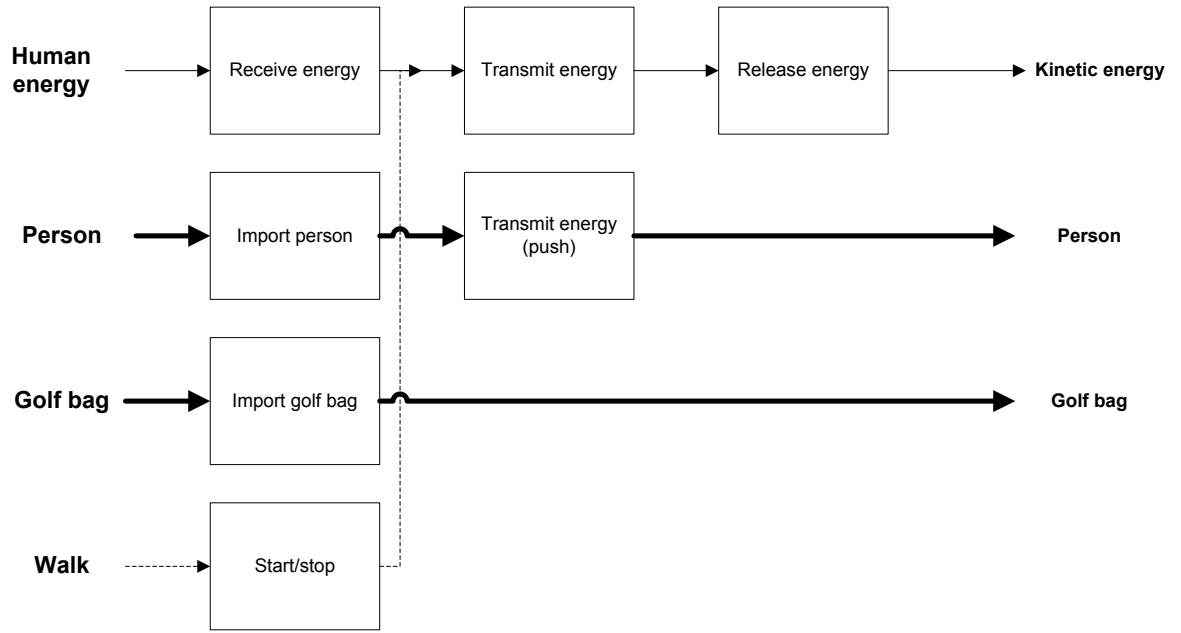 Human
energy
Receive energy
Transmit energy
Release energy
Kinetic energy
Person
Import person
Transmit energy
(push)
Person
Golf bag
Import golf bag
Golf bag
Walk
Start/stop